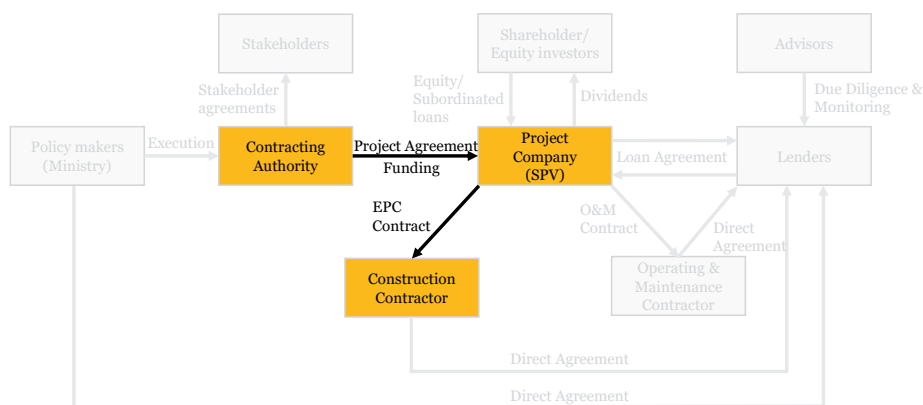 Stakeholders
Shareholder/
Equity investors
Advisors
Stakeholder
agreements
Equity/
Subordinated
loans
Dividends
Due Diligence &
Monitoring
Policy makers
(Ministry)
Execution
Contracting
Authority
Project Agreement
Funding
Project
Company
(SPV)
Loan Agreement
Lenders
EPC
Contract
O&M
Contract
Direct
Agreement
Construction
Contractor
Operating &
Maintenance
Contractor
Direct Agreement
Direct Agreement